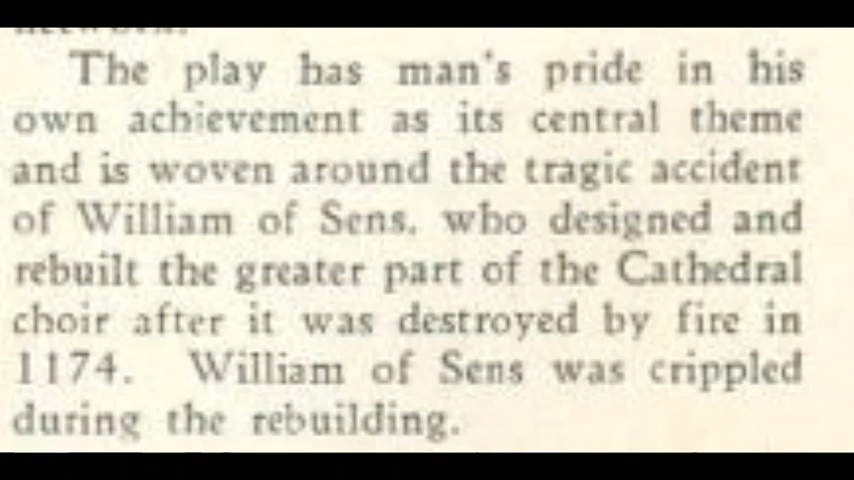 The play has man's pride in his
own achievement as its central theme
and is woven around the tragic accident
of William of Sens, who designed and
rebuilt the greater part of the Cathedral
choir after it was destroyed by fire in
1174. William of Sens was crippled
during the rebuilding.